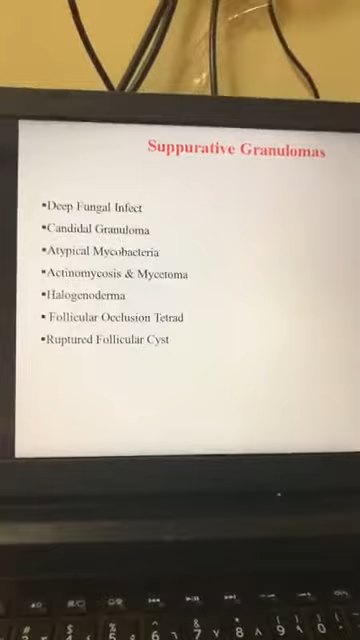 Suppurative Granulomas
▪Deep Fungal Infect
▪Candidal Granuloma
▪Atypical Mycobacteria
▪Actinomycosis & Mycetoma
▪Halogenoderma
▪ Follicular Occlusion Tetrad
▪Ruptured Follicular Cyst